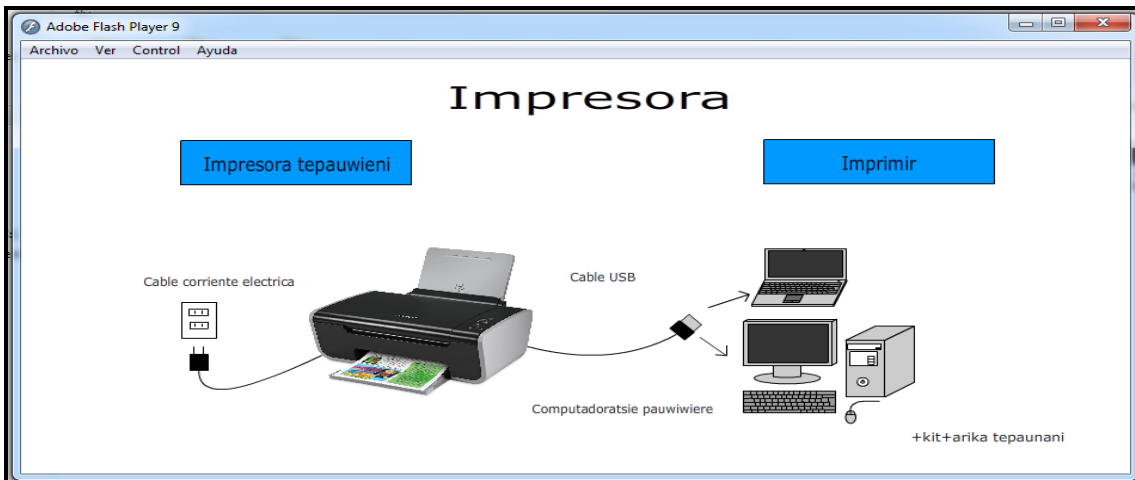 Adobe Flash Player 9
Archivo Ver Control Ayuda
Impresora
Impresora tepauwieni
Imprimir
Cable corriente electrica
Cable USB
Computadoratsie pauwiwiere
+kit+arika tepaunani